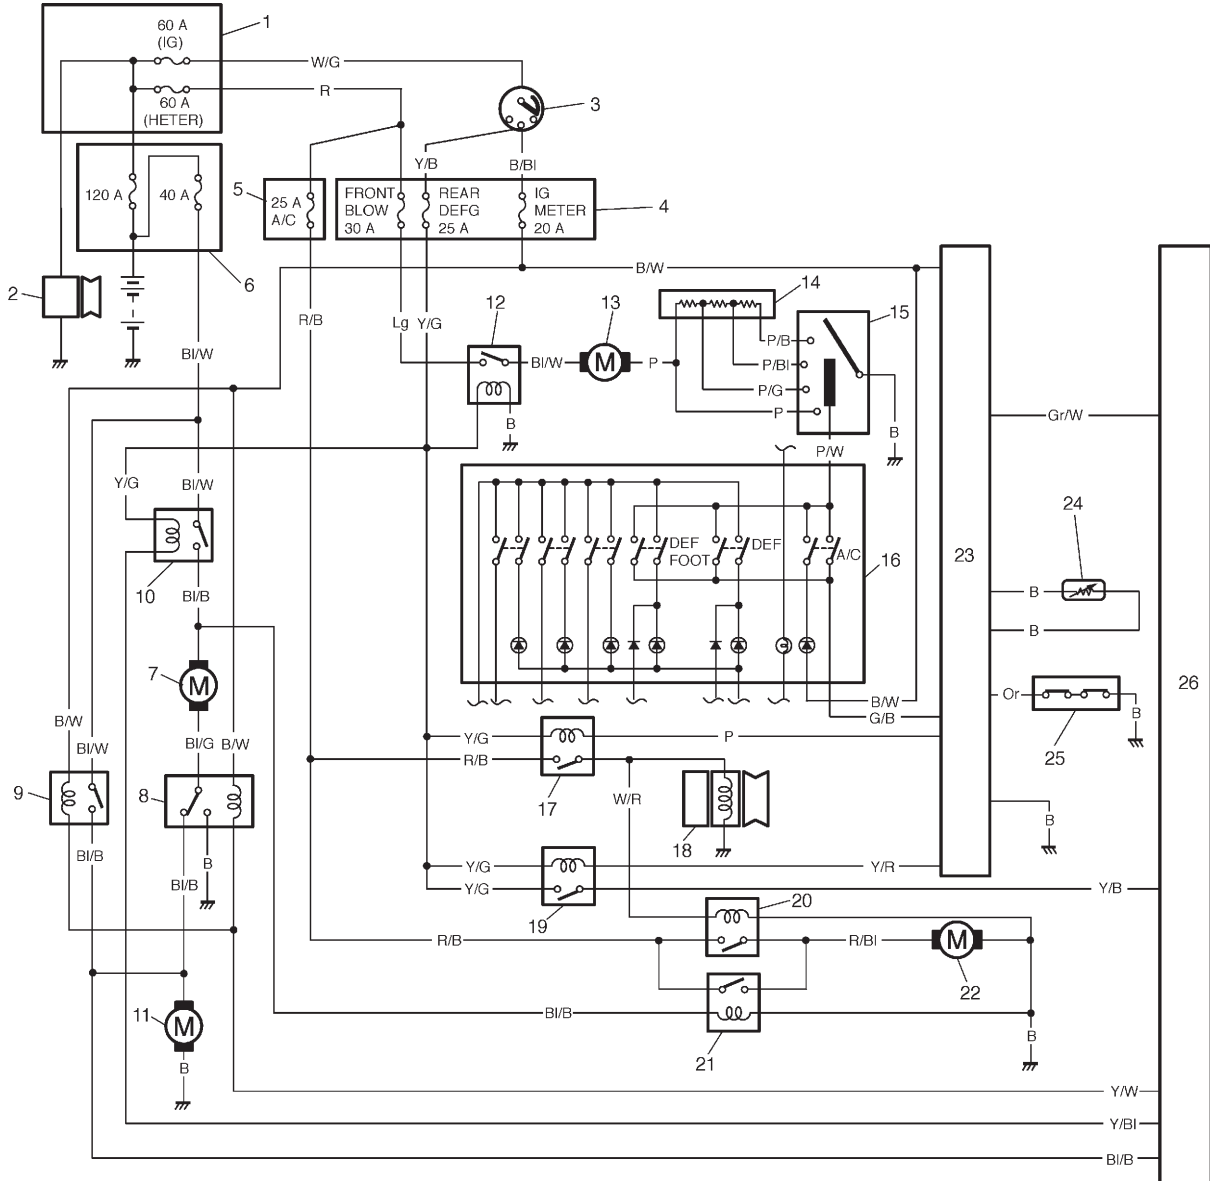 60 A
(IG)
1
W/G
R
60 A
(HETER)
3
Y/B
B/Bl
120 A
40 A
5
25 A
A/C
FRONT
BLOW
30 A
REAR
DEFG
25 A
IG
METER
20 A
4
6
2
B/W
14
12
13
15
R/B
Lg
Y/G
P/B
Bl/W
Bl/W
M
P
P/Bl
P/G
P
B
B
P/W
Gr/W
Y/G
Bl/W
24
DEF
FOOT
DEF
A/C
16
23
10
Bl/B
B
B
7
M
26
B/W
Or
B
G/B
25
B/W
Bl/W
Bl/G
B/W
Y/G
P
R/B
9
8
17
W/R
18
B
Bl/B
B
Y/G
Y/R
Bl/B
Y/G
Y/B
19
20
R/B
R/Bl
M
22
11
M
Bl/B
B
21
B
Y/W
Y/Bl
Bl/B